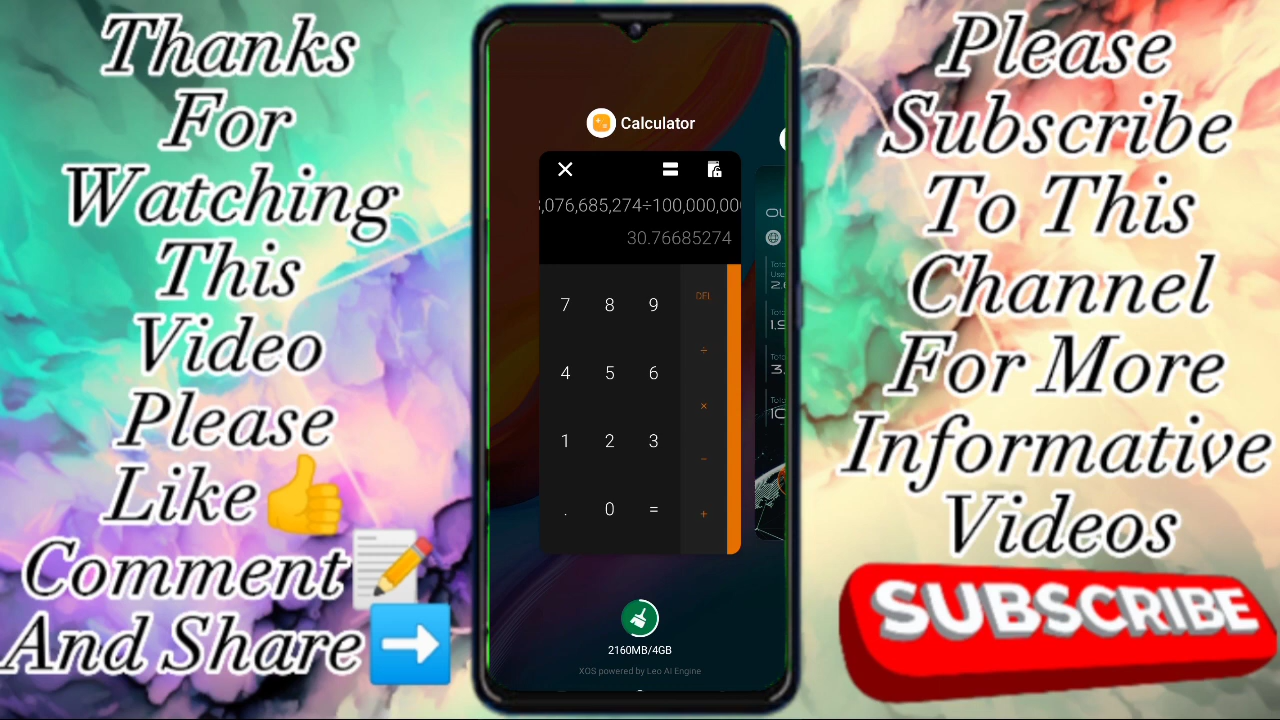 Thanks
For
Watching
This
Video
Please
Like
Comment
And Share
Calculator
,076,685,274÷100,000,00
30.76685274
7 8 9
DEL
÷
4 5 6
×
1 2 3
−
. 0 =
+
2160MB/4GB
XOS powered by Leo AI Engine
Please
Subscribe
To This
Channel
For More
Informative
Videos
SUBSCRIBE